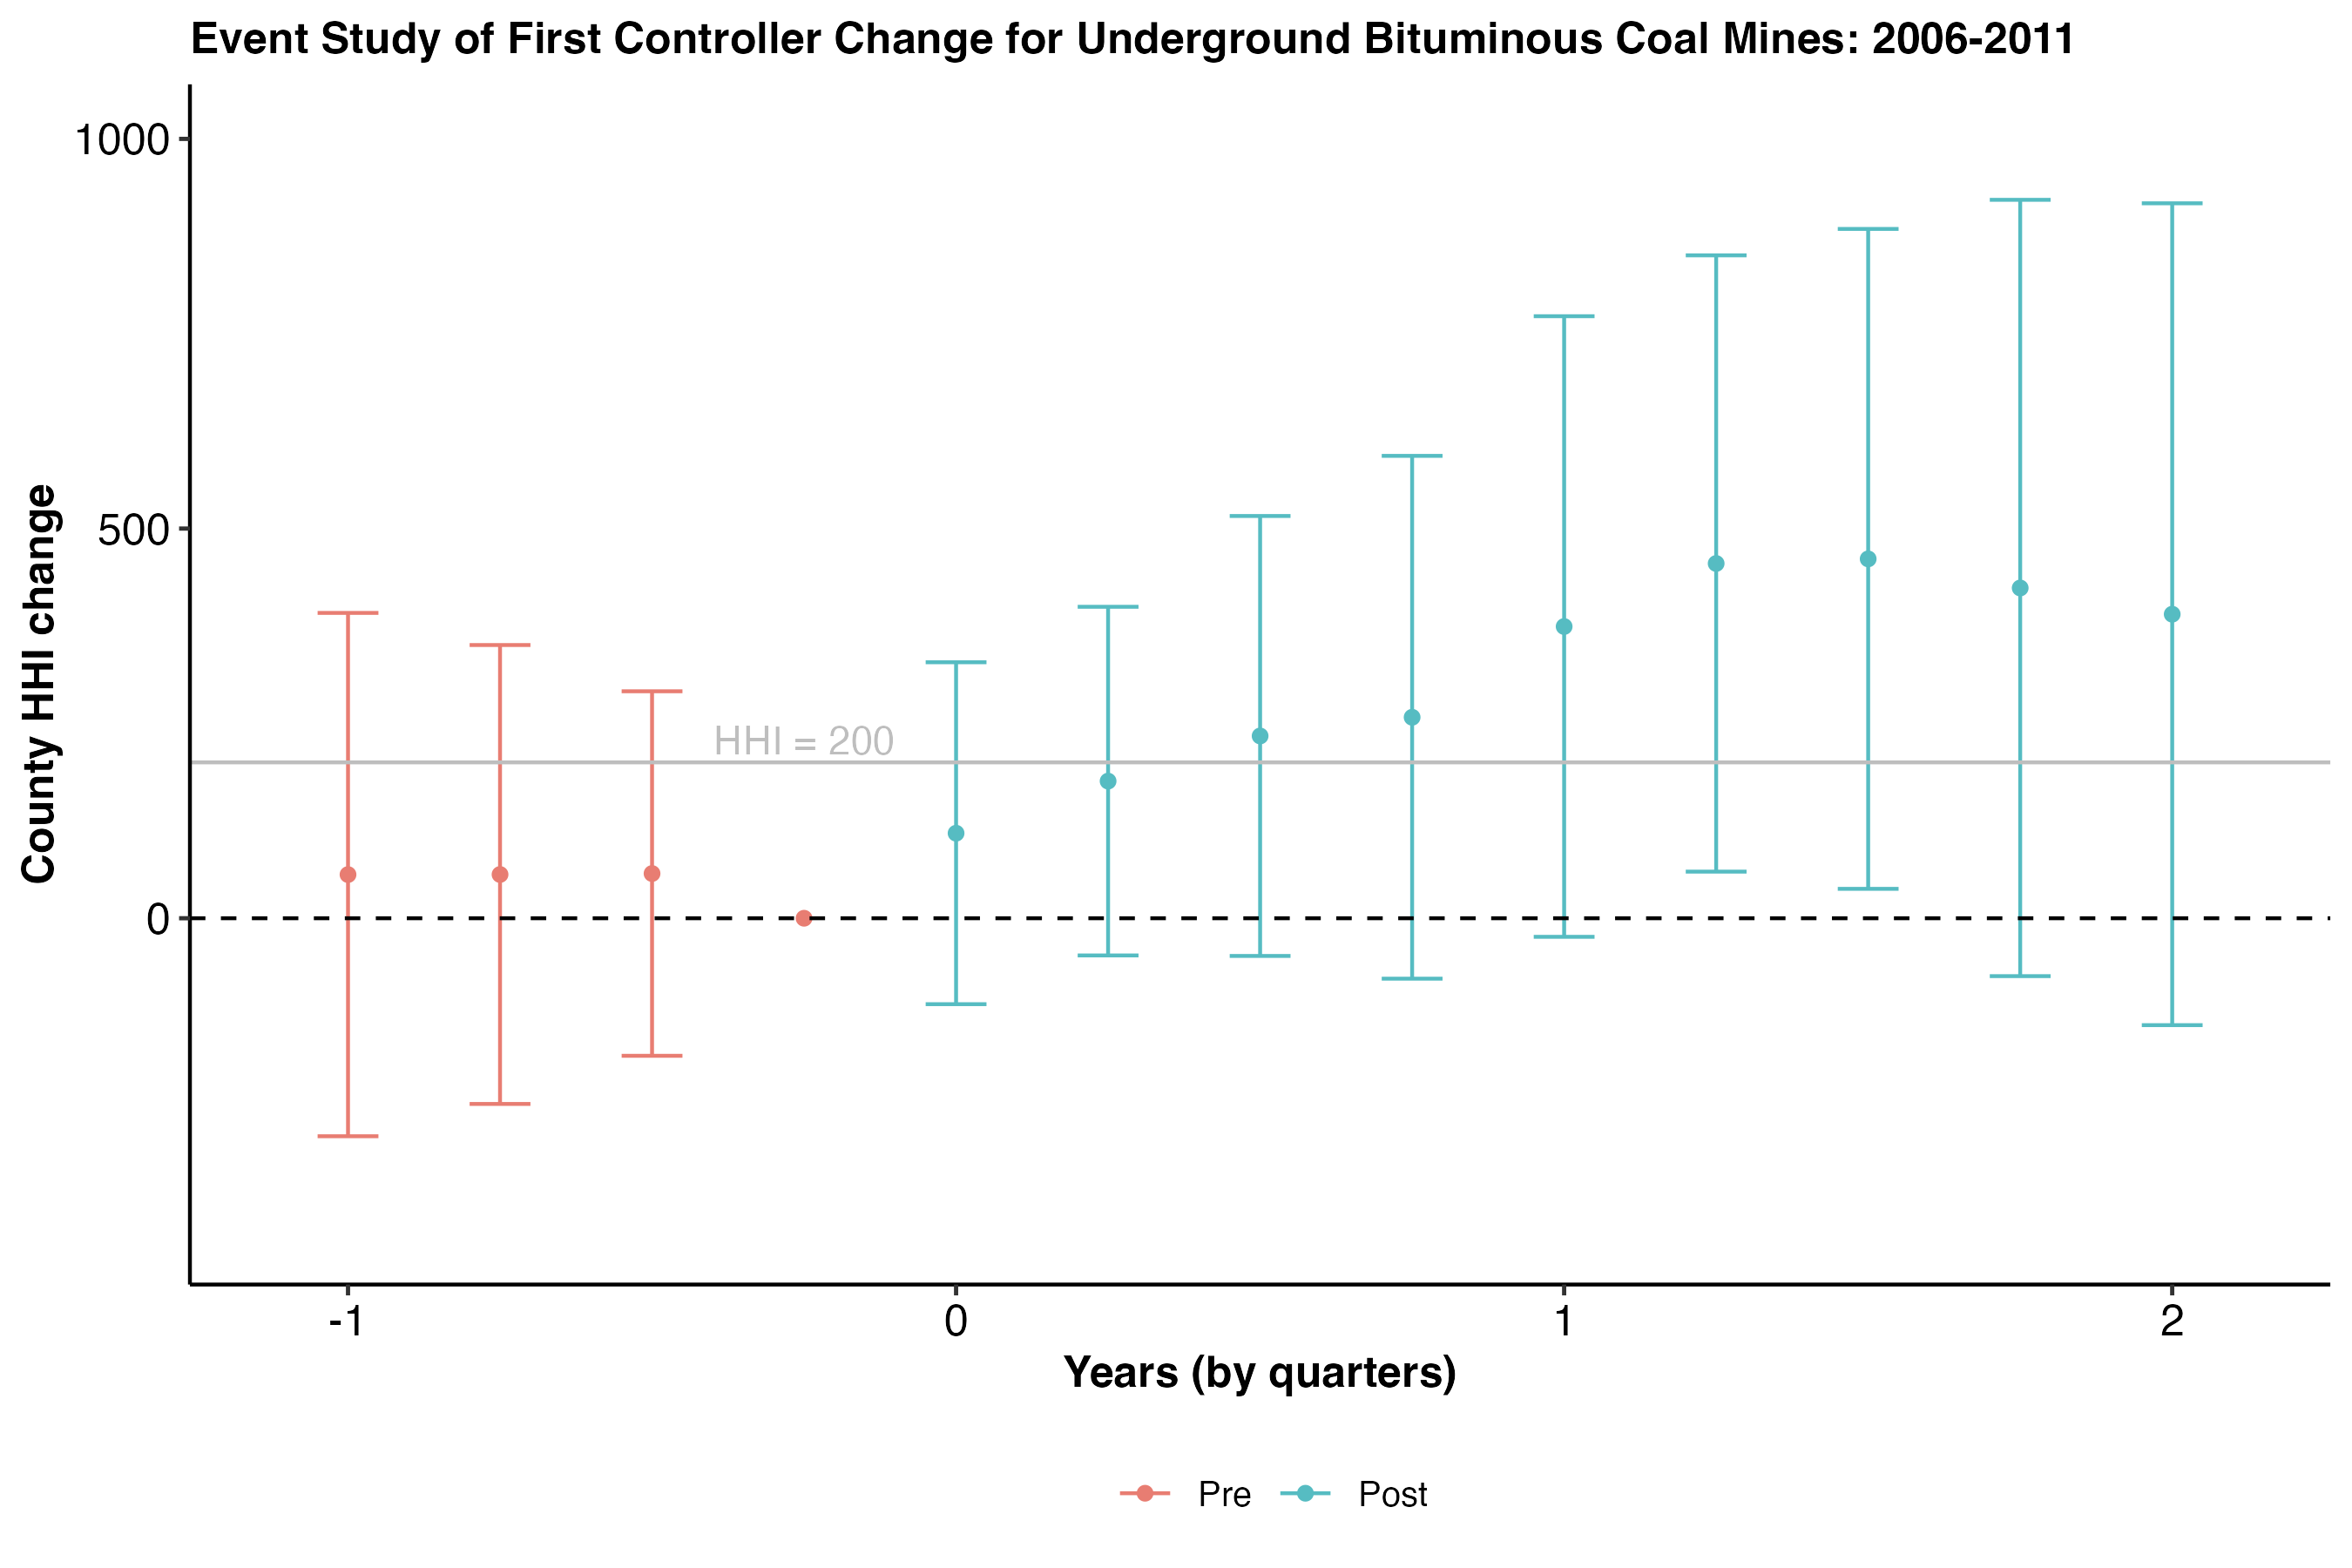 Event Study of First Controller Change for Underground Bituminous Coal Mines: 2006-2011
1000
500
0
County HHI change
HHI = 200
-1
0
1
2
Years (by quarters)
Pre
Post